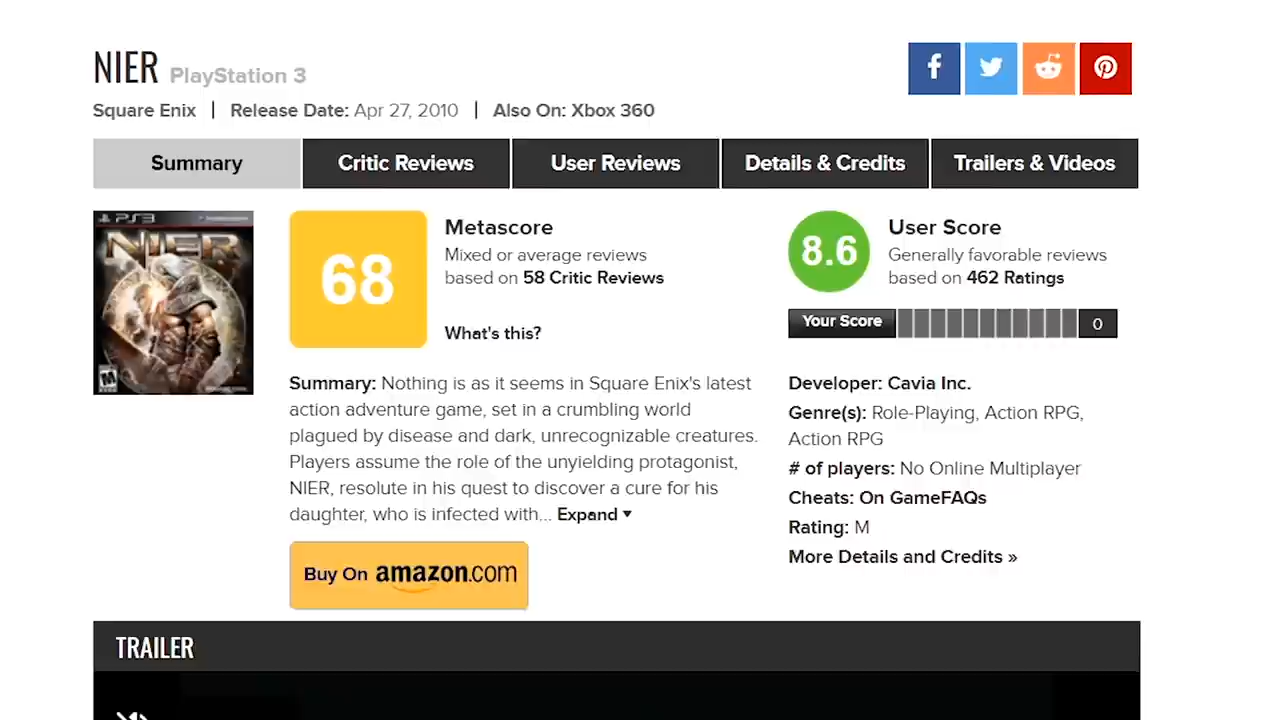 NIER PlayStation 3
Square Enix | Release Date: Apr 27, 2010 | Also On: Xbox 360
Summary
Critic Reviews
User Reviews
Details & Credits
Trailers & Videos
PS3
NIER
68
Metascore
Mixed or average reviews
based on 58 Critic Reviews
What's this?
8.6
User Score
Generally favorable reviews
based on 462 Ratings
Your Score
0
Summary: Nothing is as it seems in Square Enix's latest
action adventure game, set in a crumbling world
plagued by disease and dark, unrecognizable creatures.
Players assume the role of the unyielding protagonist,
NIER, resolute in his quest to discover a cure for his
daughter, who is infected with... Expand
Buy On amazon.com
Developer: Cavia Inc.
Genre(s): Role-Playing, Action RPG,
Action RPG
# of players: No Online Multiplayer
Cheats: On GameFAQs
Rating: M
More Details and Credits »
TRAILER